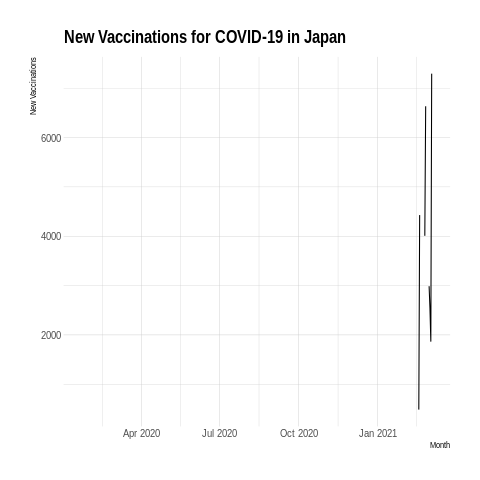 New Vaccinations for COVID-19 in Japan
New Vaccinations
6000
4000
2000
Apr 2020 Jul 2020 Oct 2020 Jan 2021
Month